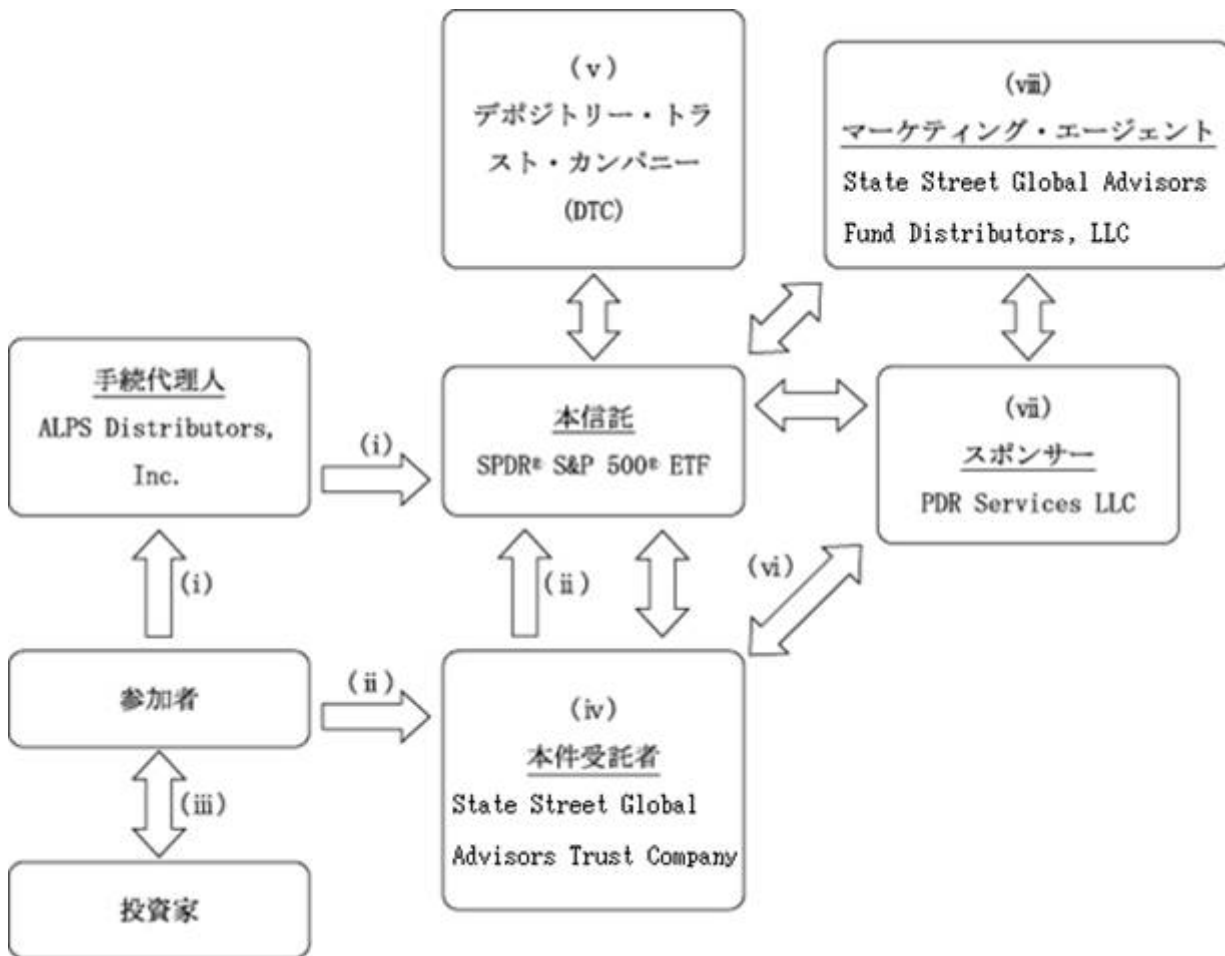 (ⅴ)
デポジトリー・トラ
スト・カンパニー
(DTC)
(ⅷ)
マーケティング・エージェント
State Street Global Advisors
Fund Distributors, LLC
手続代理人
ALPS Distributors,
Inc.
(ⅰ)
本信託
SPDR® S&P 500® ETF
(ⅶ)
スポンサー
PDR Services LLC
(ⅰ)
(ⅱ)
(ⅵ)
参加者
(ⅱ)
(ⅳ)
本件受託者
State Street Global
Advisors Trust Company
(ⅲ)
投資家